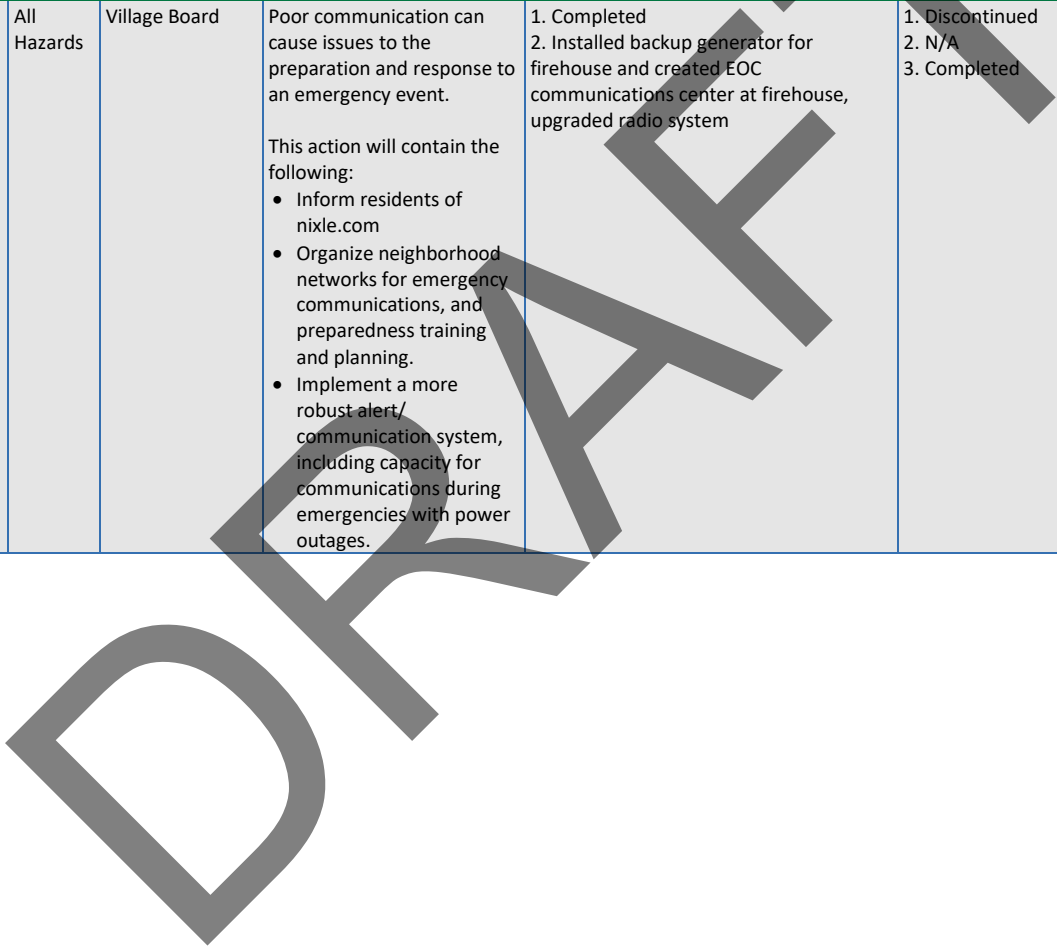 All
Hazards
Village Board
Poor communication can
cause issues to the
preparation and response to
an emergency event.
This action will contain the
following:
• Inform residents of
nixle.com
• Organize neighborhood
networks for emergency
communications, and
preparedness training
and planning.
• Implement a more
robust alert/
communication system,
including capacity for
communications during
emergencies with power
outages.
1. Completed
2. Installed backup generator for
firehouse and created EOC
communications center at firehouse,
upgraded radio system
1. Discontinued
2. N/A
3. Completed
DRAFT